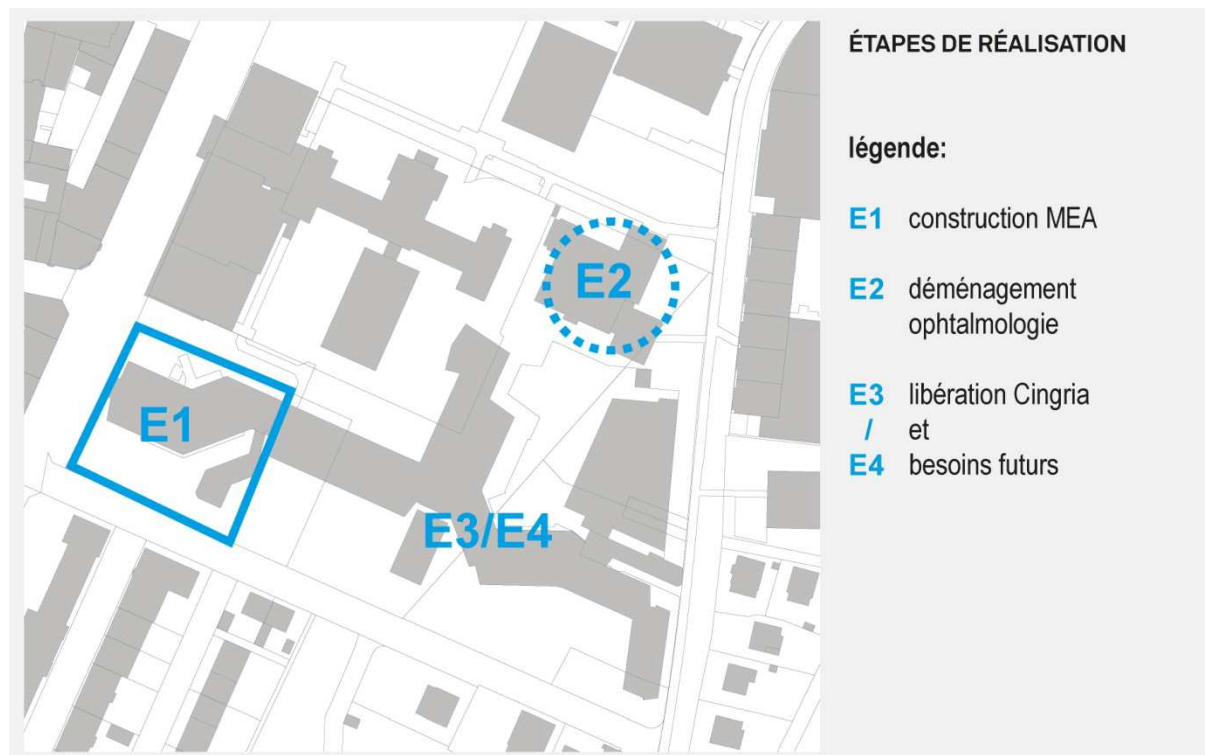 ÉTAPES DE RÉALISATION
légende:
E1 construction MEA
E2 déménagement
ophtalmologie
E3 libération Cingria
/ et
E4 besoins futurs
E2
E1
E3/E4